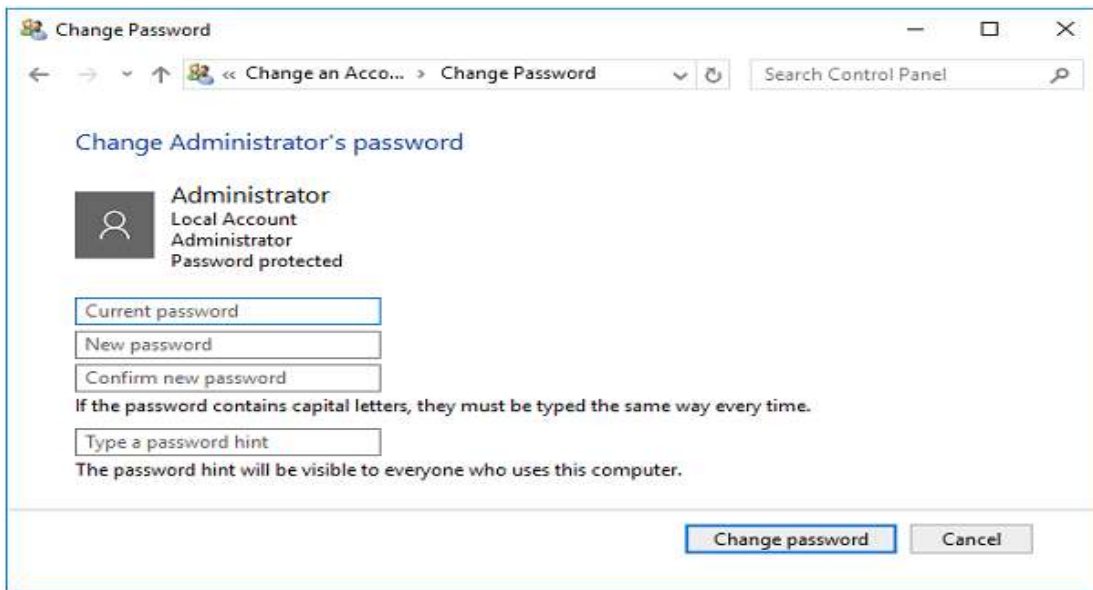 Change Password
« Change an Acco... › Change Password
Search Control Panel
Change Administrator's password
Administrator
Local Account
Administrator
Password protected
Current password
New password
Confirm new password
If the password contains capital letters, they must be typed the same way every time.
Type a password hint
The password hint will be visible to everyone who uses this computer.
Change password
Cancel